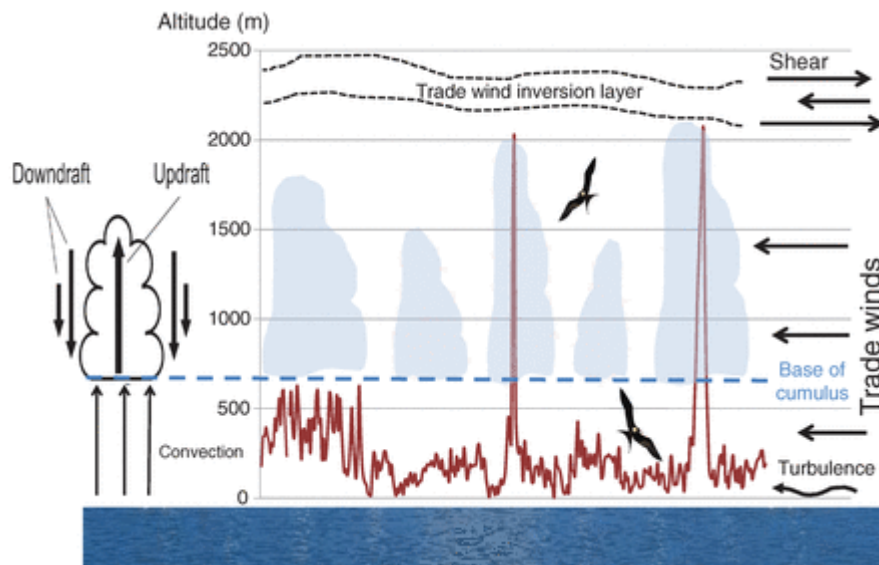 Altitude (m)
2500
2000
1500
1000
500
0
Shear
Trade wind inversion layer
Downdraft
Updraft
Trade winds
Base of
cumulus
Convection
Turbulence